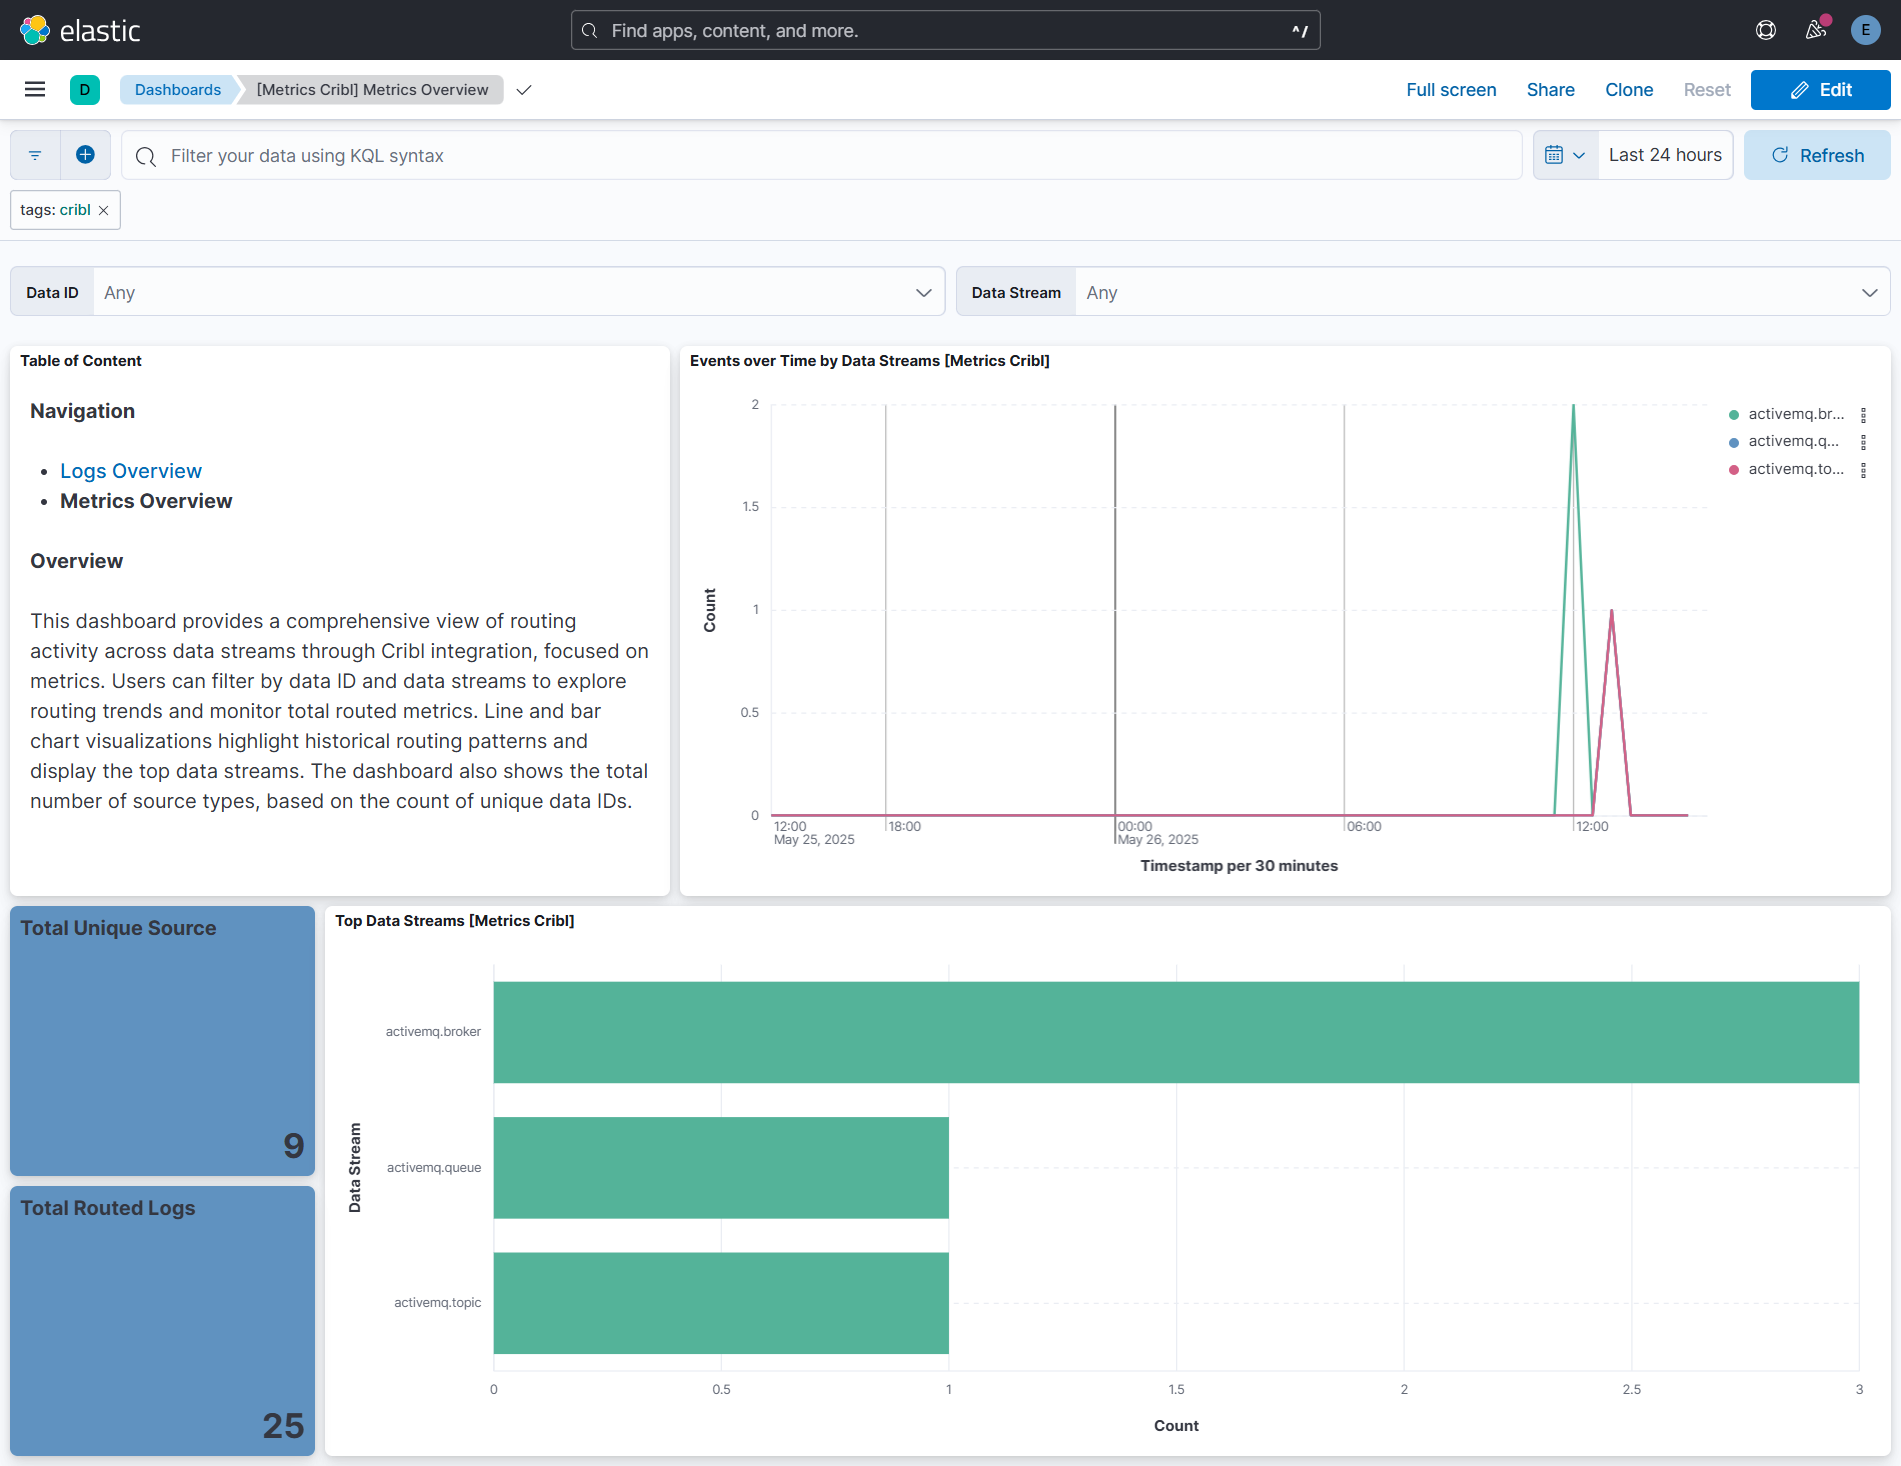 elastic
Find apps, content, and more.
^/
E
D
Dashboards
[Metrics Cribl] Metrics Overview
Full screen
Share
Clone
Reset
Edit
Filter your data using KQL syntax
Last 24 hours
Refresh
tags: cribl
Data ID
Any
Data Stream
Any
Table of Content
Navigation
Logs Overview
Metrics Overview
Overview
This dashboard provides a comprehensive view of routing
activity across data streams through Cribl integration, focused on
metrics. Users can filter by data ID and data streams to explore
routing trends and monitor total routed metrics. Line and bar
chart visualizations highlight historical routing patterns and
display the top data streams. The dashboard also shows the total
number of source types, based on the count of unique data IDs.
Events over Time by Data Streams [Metrics Cribl]
2
1.5
1
0.5
0
Count
12:00
May 25, 2025
18:00
00:00
May 26, 2025
06:00
12:00
Timestamp per 30 minutes
activemq.br...
activemq.q...
activemq.to...
Total Unique Source
9
Total Routed Logs
25
Top Data Streams [Metrics Cribl]
Data Stream
activemq.broker
activemq.queue
activemq.topic
0
0.5
1
1.5
2
2.5
3
Count